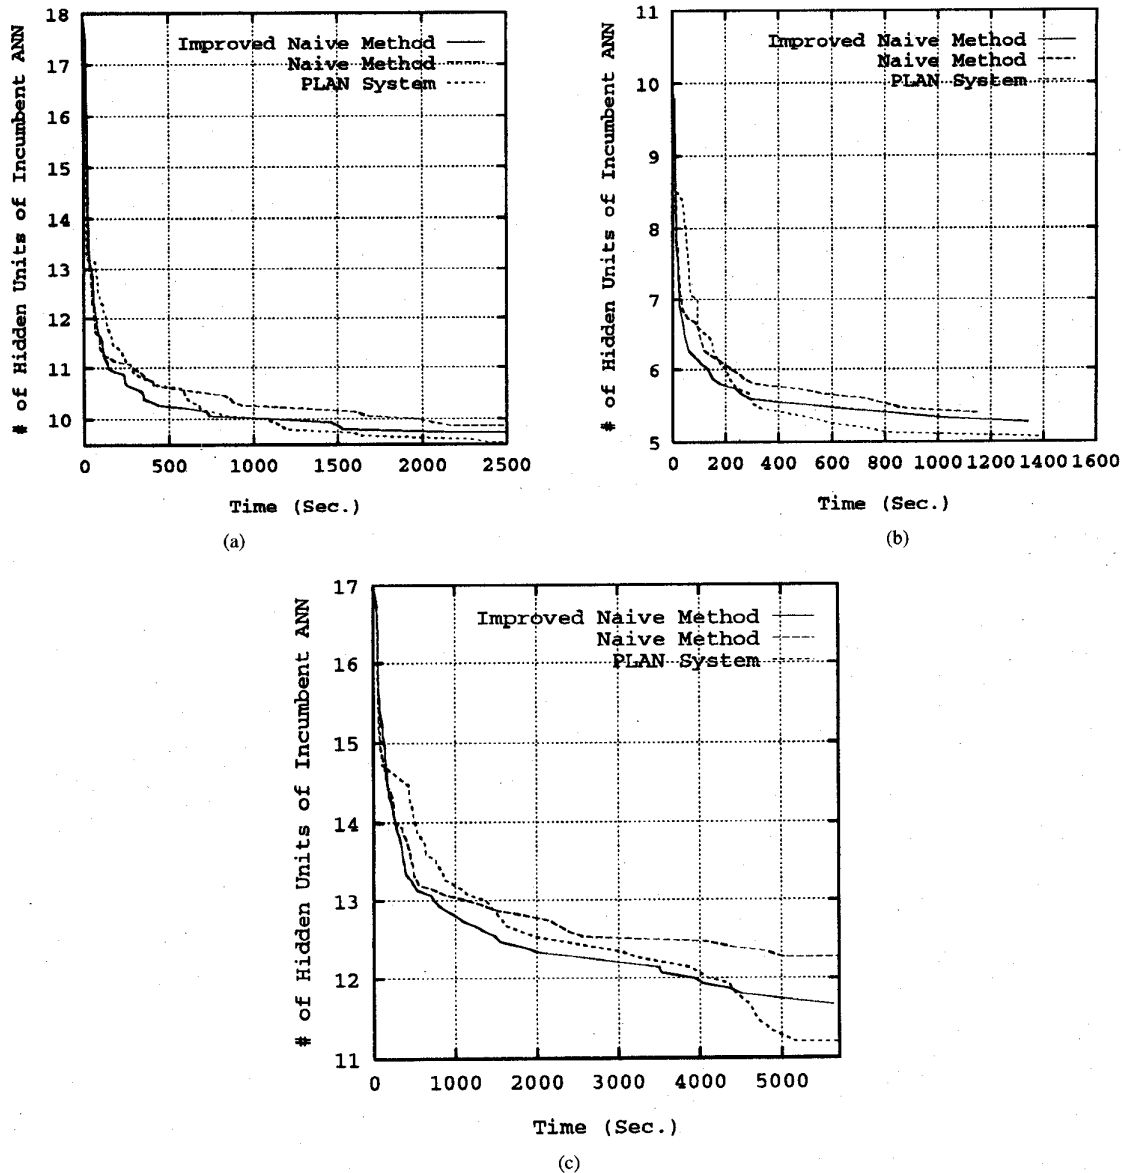 # of Hidden Units of Incumbent ANN
18
17
16
15
14
13
12
11
10
Improved Naive Method
Naive Method
PLAN System
0 500 1000 1500 2000 2500
Time (Sec.)
(a)
# of Hidden Units of Incumbent ANN
11
10
9
8
7
6
5
Improved Naive Method
Naive Method
PLAN System
0 200 400 600 800 1000 1200 1400 1600
Time (Sec.)
(b)
# of Hidden Units of Incumbent ANN
17
16
15
14
13
12
11
Improved Naive Method
Naive Method
PLAN System
0 1000 2000 3000 4000 5000
Time (Sec.)
(c)